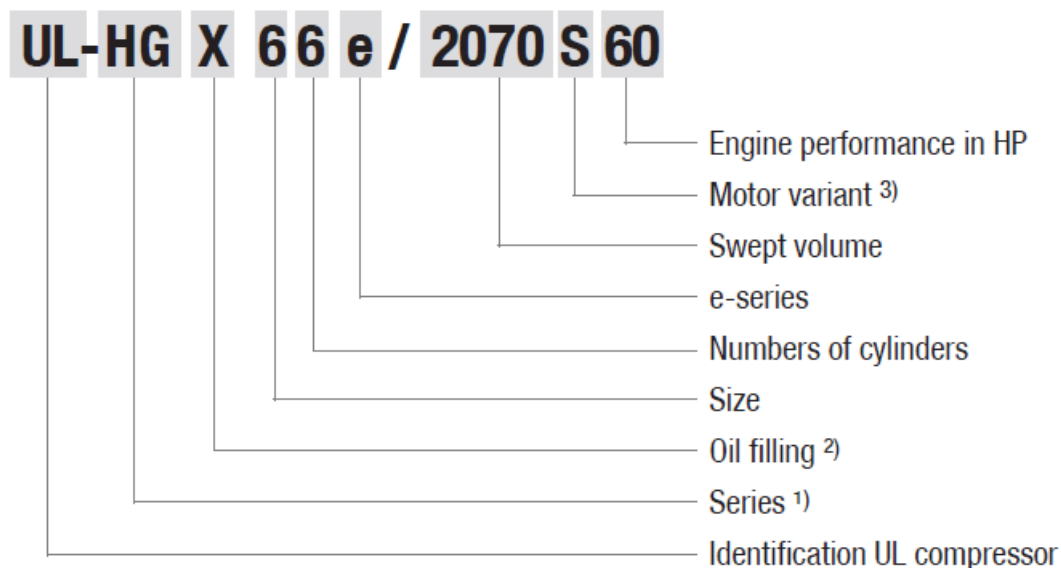 UL-HG X 6 6 e / 2070 S 60
Engine performance in HP
Motor variant 3)
Swept volume
e-series
Numbers of cylinders
Size
Oil filling 2)
Series 1)
Identification UL compressor